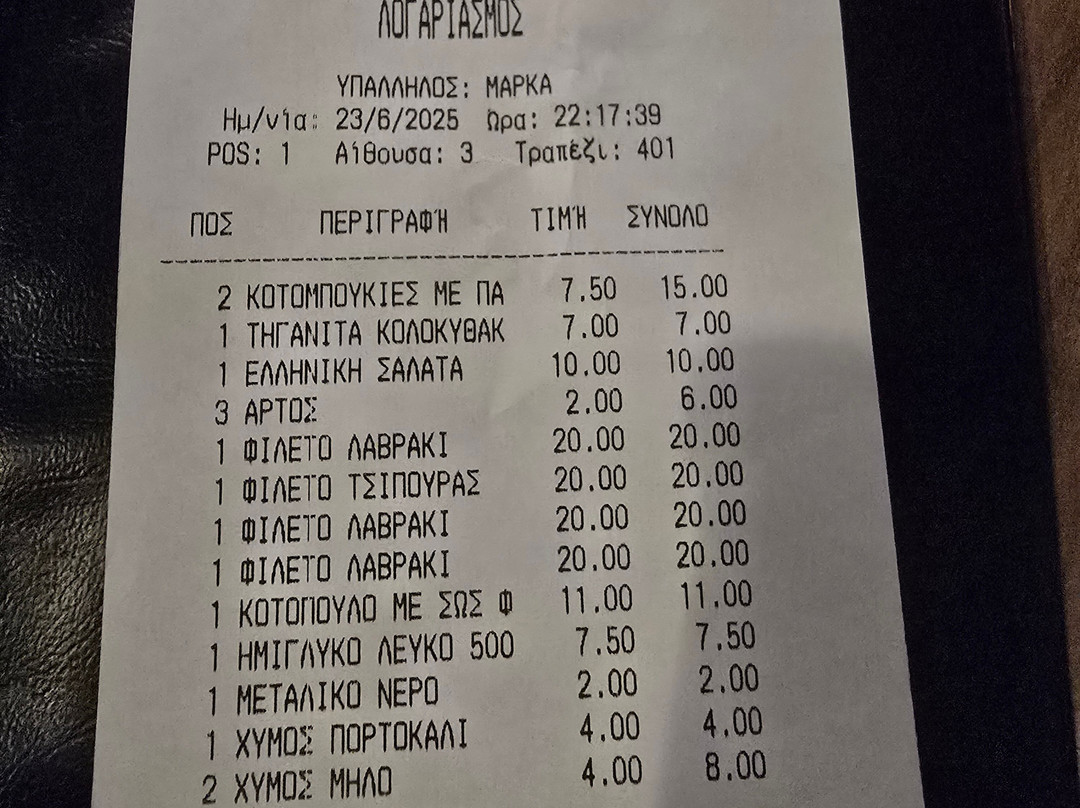 ΛΟΓΑΡΙΑΣΜΟΣ
ΥΠΑΛΛΗΛΟΣ: ΜΑΡΚΑ
Ημ/νία: 23/6/2025 Ώρα: 22:17:39
POS: 1 Αίθουσα: 3 Τραπέζι: 401
ΠΟΣ ΠΕΡΙΓΡΑΦΉ ΤΙΜΉ ΣΥΝΟΛΟ
2 ΚΟΤΟΜΠΟΥΚΙΕΣ ΜΕ ΠΑ 7.50 15.00
1 ΤΗΓΑΝΙΤΑ ΚΟΛΟΚΥΘΑΚ 7.00 7.00
1 ΕΛΛΗΝΙΚΗ ΣΑΛΑΤΑ 10.00 10.00
3 ΑΡΤΟΣ 2.00 6.00
1 ΦΙΛΕΤΟ ΛΑΒΡΑΚΙ 20.00 20.00
1 ΦΙΛΕΤΟ ΤΣΙΠΟΥΡΑΣ 20.00 20.00
1 ΦΙΛΕΤΟ ΛΑΒΡΑΚΙ 20.00 20.00
1 ΦΙΛΕΤΟ ΛΑΒΡΑΚΙ 20.00 20.00
1 ΚΟΤΟΠΟΥΛΟ ΜΕ ΣΩΣ Φ 11.00 11.00
1 ΗΜΙΓΛΥΚΟ ΛΕΥΚΟ 500 7.50 7.50
1 ΜΕΤΑΛΙΚΟ ΝΕΡΟ 2.00 2.00
1 ΧΥΜΟΣ ΠΟΡΤΟΚΑΛΙ 4.00 4.00
2 ΧΥΜΟΣ ΜΗΛΟ 4.00 8.00